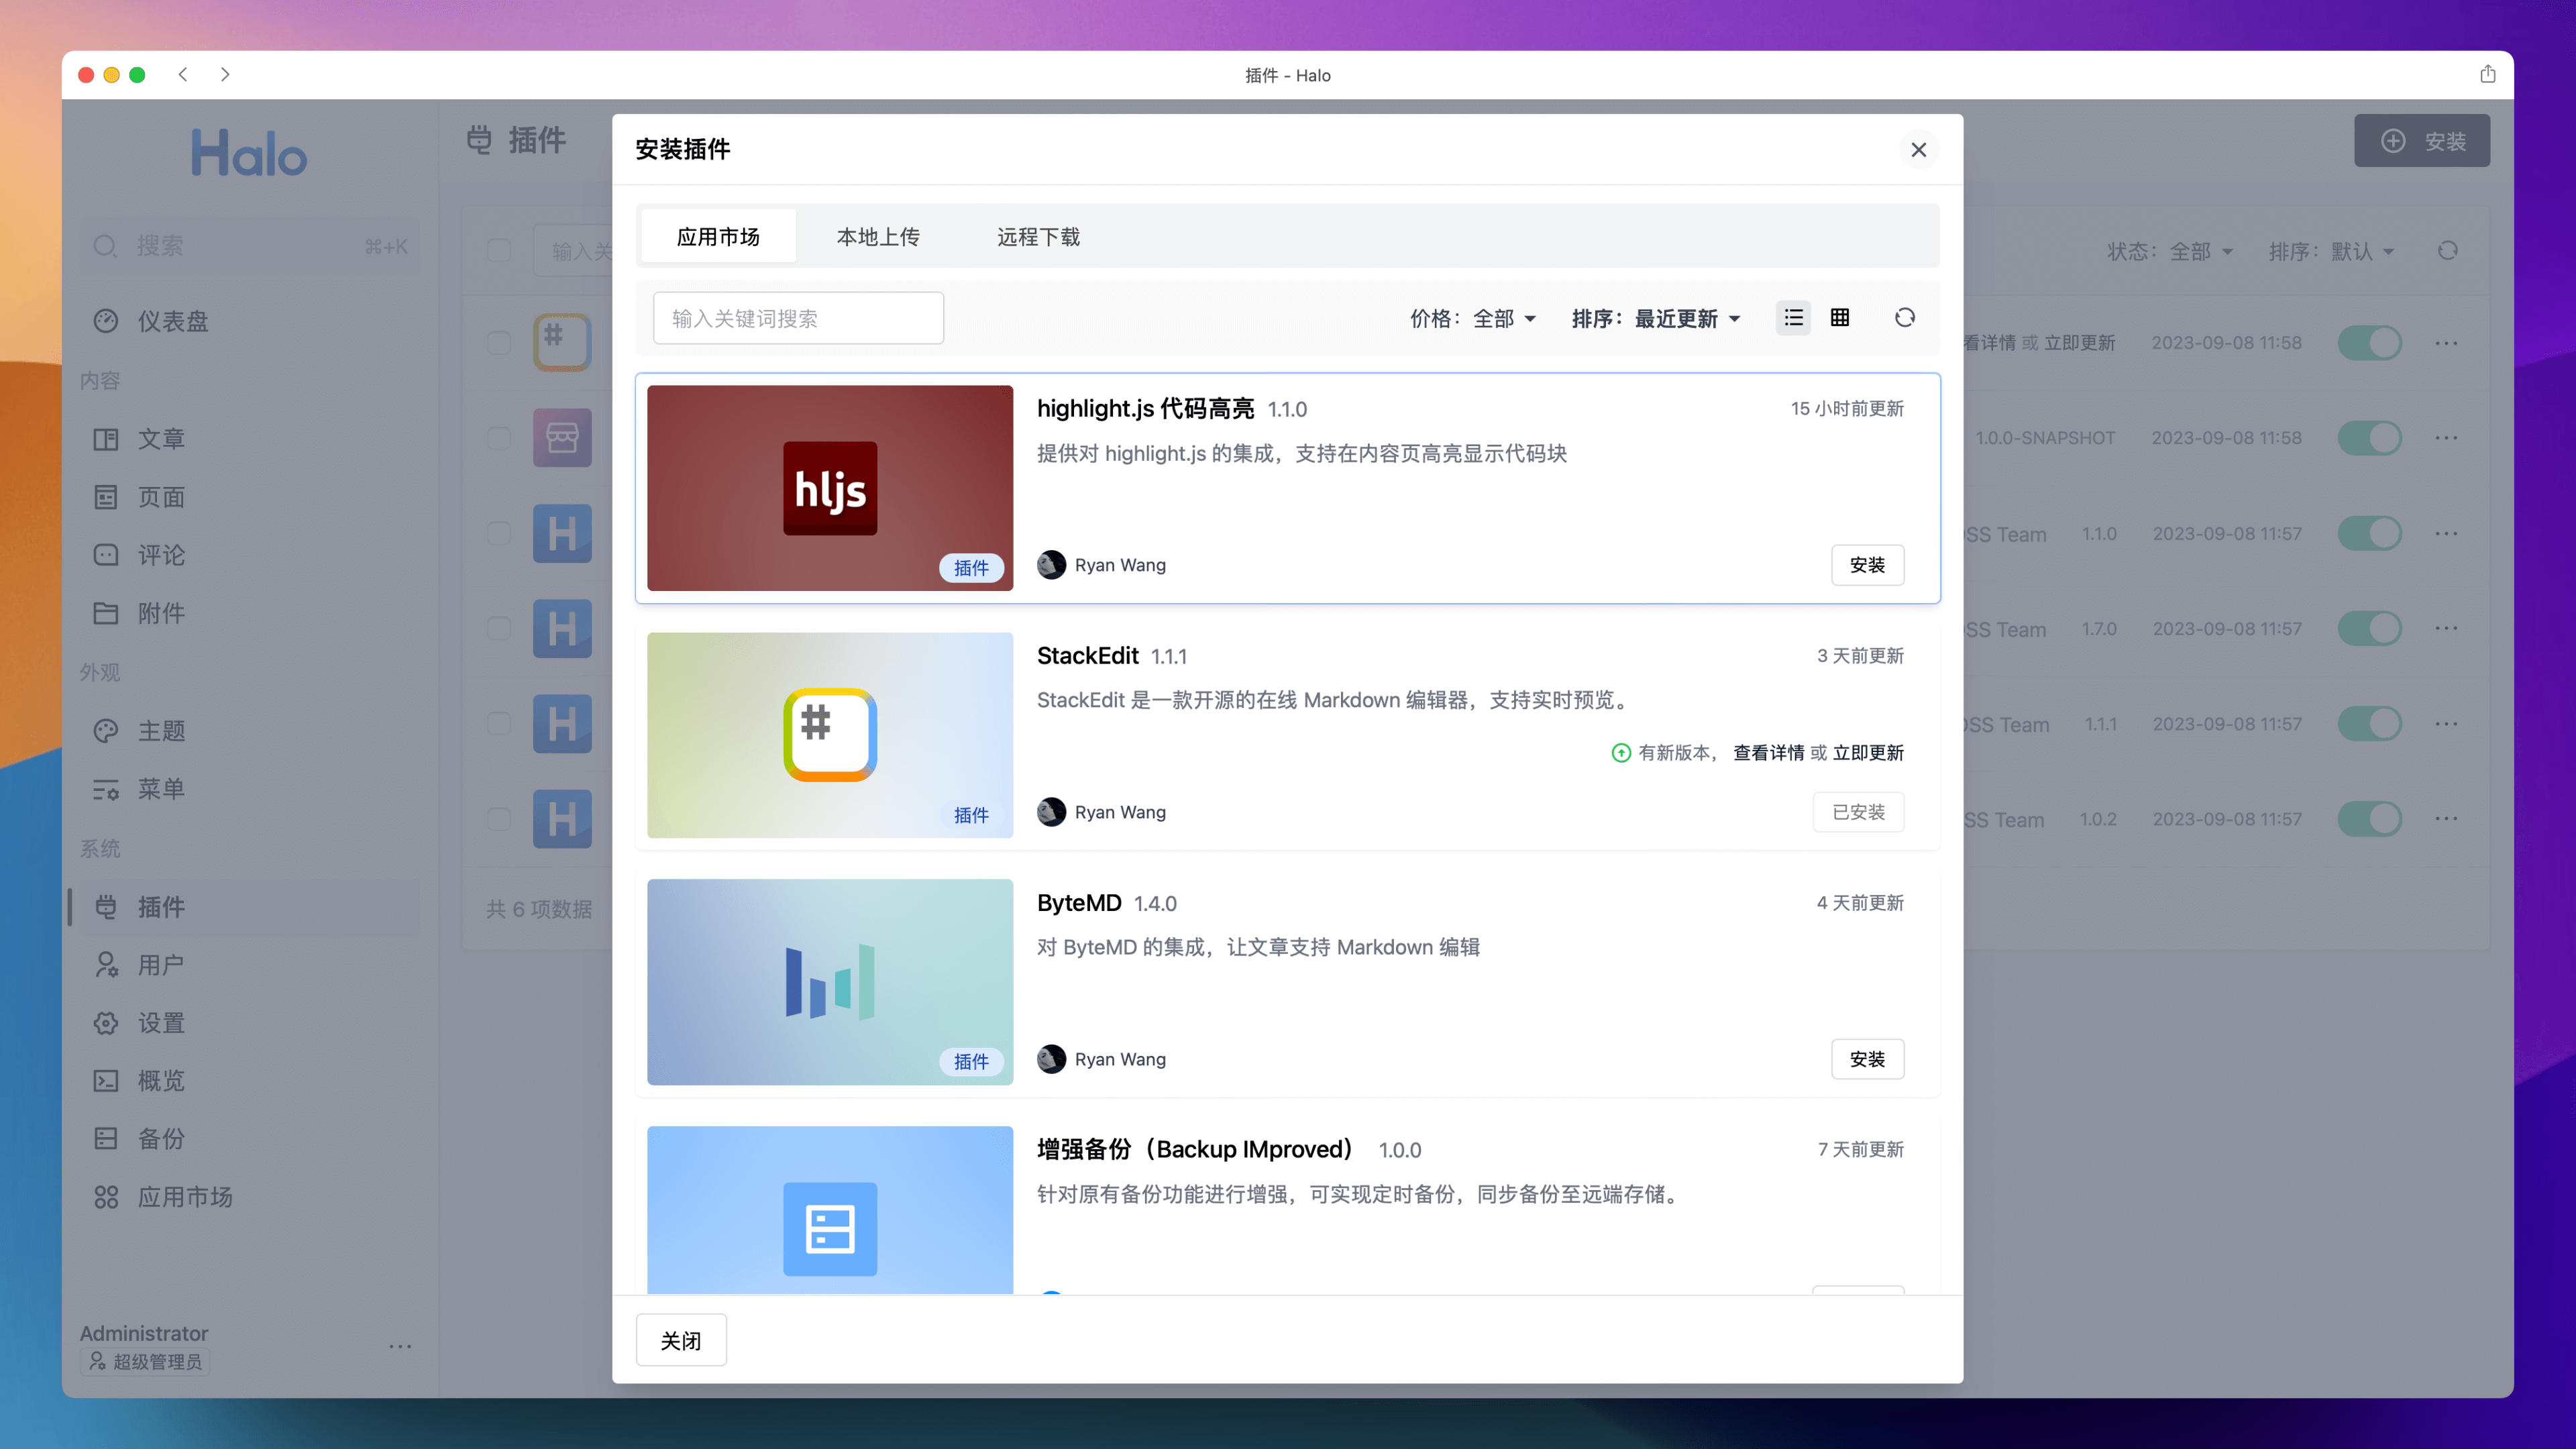 插件 - Halo
Halo
搜索 ⌘+K
仪表盘
内容
文章
页面
评论
附件
外观
主题
菜单
系统
插件
用户
设置
概览
备份
应用市场
Administrator
超级管理员
插件
安装
输入关
状态： 全部 排序： 默认
看详情 或 立即更新 2023-09-08 11:58
1.0.0-SNAPSHOT 2023-09-08 11:58
SS Team 1.1.0 2023-09-08 11:57
SS Team 1.7.0 2023-09-08 11:57
OSS Team 1.1.1 2023-09-08 11:57
SS Team 1.0.2 2023-09-08 11:57
共 6 项数据
安装插件
应用市场 本地上传 远程下载
输入关键词搜索 价格： 全部 排序： 最近更新
hljs
插件
highlight.js 代码高亮 1.1.0 15 小时前更新
提供对 highlight.js 的集成，支持在内容页高亮显示代码块
Ryan Wang 安装
#
插件
StackEdit 1.1.1 3 天前更新
StackEdit 是一款开源的在线 Markdown 编辑器，支持实时预览。
有新版本， 查看详情 或 立即更新
Ryan Wang 已安装
插件
ByteMD 1.4.0 4 天前更新
对 ByteMD 的集成，让文章支持 Markdown 编辑
Ryan Wang 安装
增强备份（Backup IMproved） 1.0.0 7 天前更新
针对原有备份功能进行增强，可实现定时备份，同步备份至远端存储。
关闭